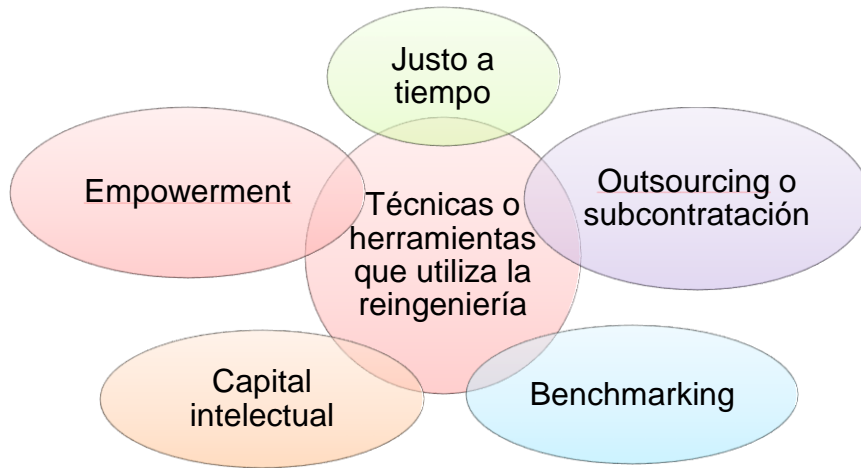 Justo a
tiempo
Empowerment
Outsourcing o
subcontratación
Técnicas o
herramientas
que utiliza la
reingeniería
Capital
intelectual
Benchmarking